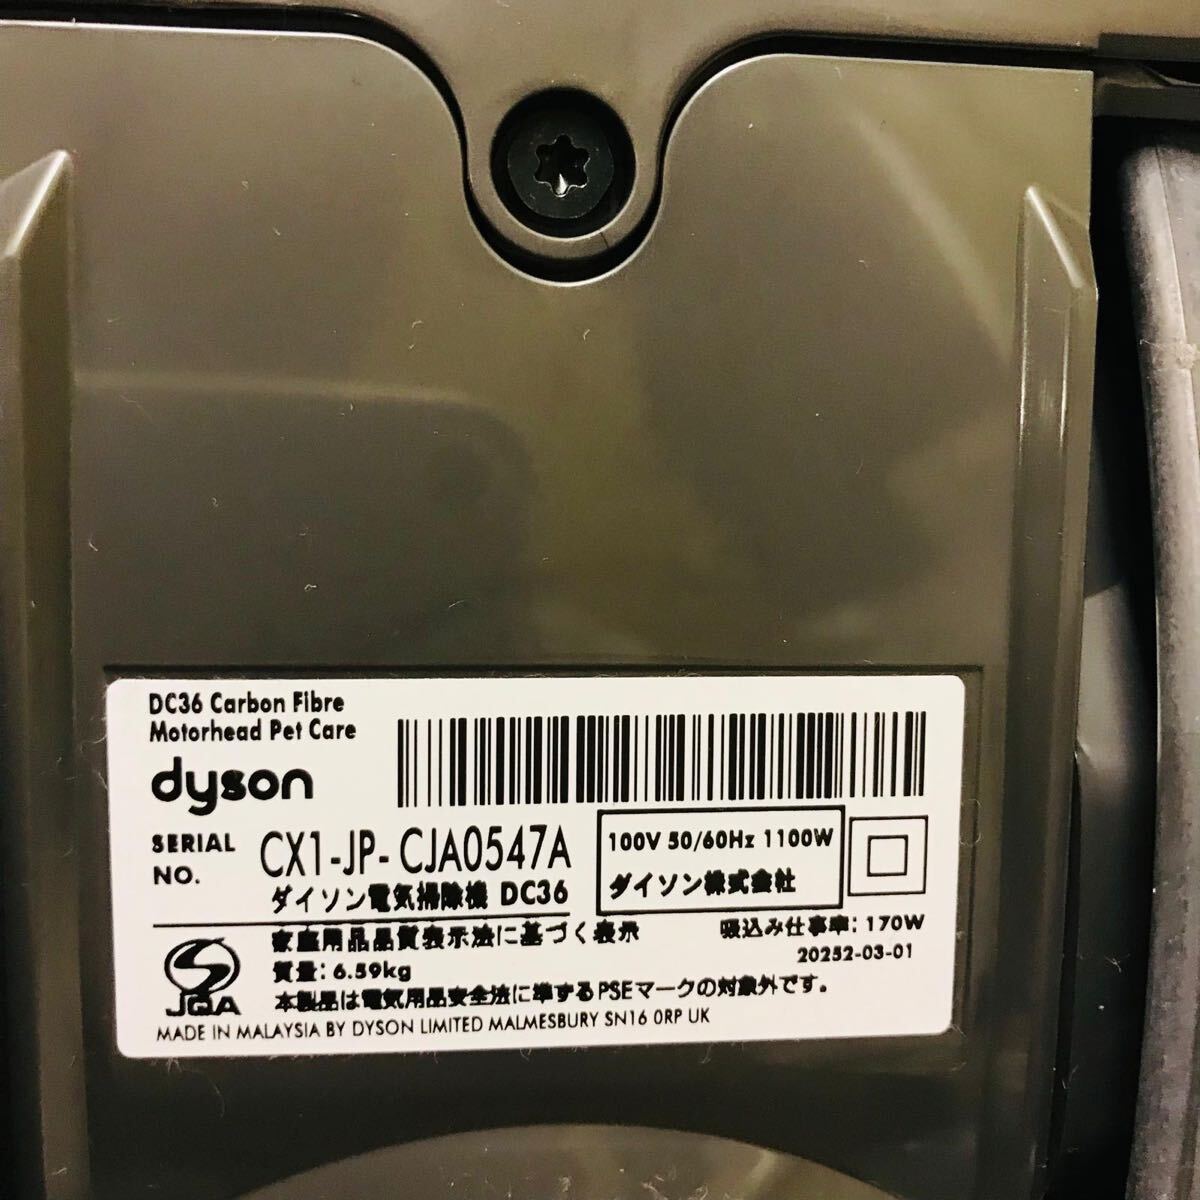 DC36 Carbon Fibre
Motorhead Pet Care
dyson
SERIAL NO. CX1-JP-CJA0547A
ダイソン電気掃除機 DC36
100V 50/60Hz 1100W
ダイソン株式会社
家庭用品品質表示法に基づく表示
吸込み仕事率: 170W
質量: 6.59kg
20252-03-01
本製品は電気用品安全法に準ずるPSEマークの対象外です。
JQA
MADE IN MALAYSIA BY DYSON LIMITED MALMESBURY SN16 0RP UK